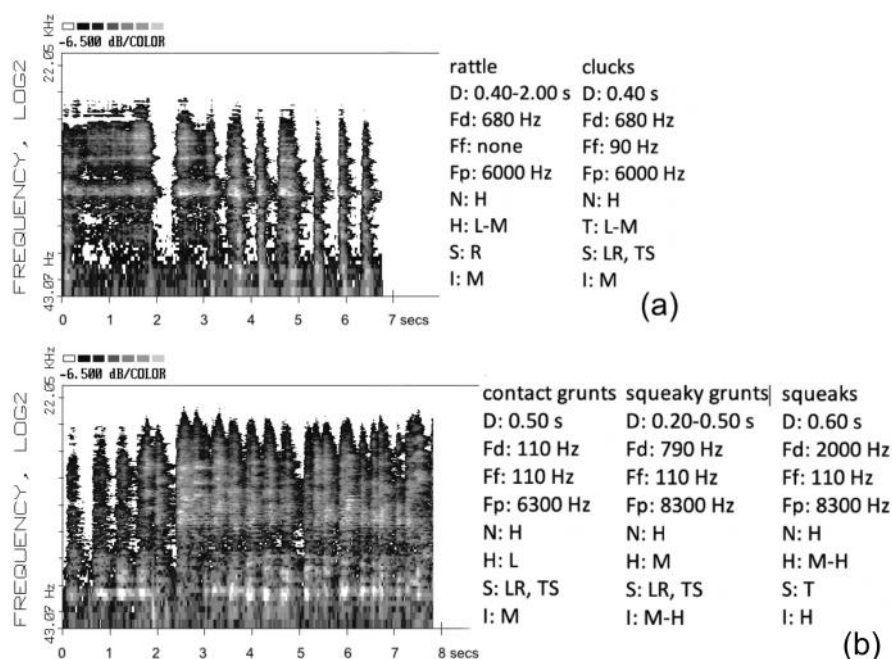 -6.500 dB/COLOR
FREQUENCY, LOG2
22.05 KHz
43.07 Hz
0 1 2 3 4 5 6 7 secs
rattle clucks
D: 0.40-2.00 s D: 0.40 s
Fd: 680 Hz Fd: 680 Hz
Ff: none Ff: 90 Hz
Fp: 6000 Hz Fp: 6000 Hz
N: H N: H
H: L-M T: L-M
S: R S: LR, TS
I: M I: M
(a)
-6.500 dB/COLOR
FREQUENCY, LOG2
22.05 KHz
43.07 Hz
0 1 2 3 4 5 6 7 8 secs
contact grunts squeaky grunts squeaks
D: 0.50 s D: 0.20-0.50 s D: 0.60 s
Fd: 110 Hz Fd: 790 Hz Fd: 2000 Hz
Ff: 110 Hz Ff: 110 Hz Ff: 110 Hz
Fp: 6300 Hz Fp: 8300 Hz Fp: 8300 Hz
N: H N: H N: H
H: L H: M H: M-H
S: LR, TS S: LR, TS S: T
I: M I: M-H I: H
(b)